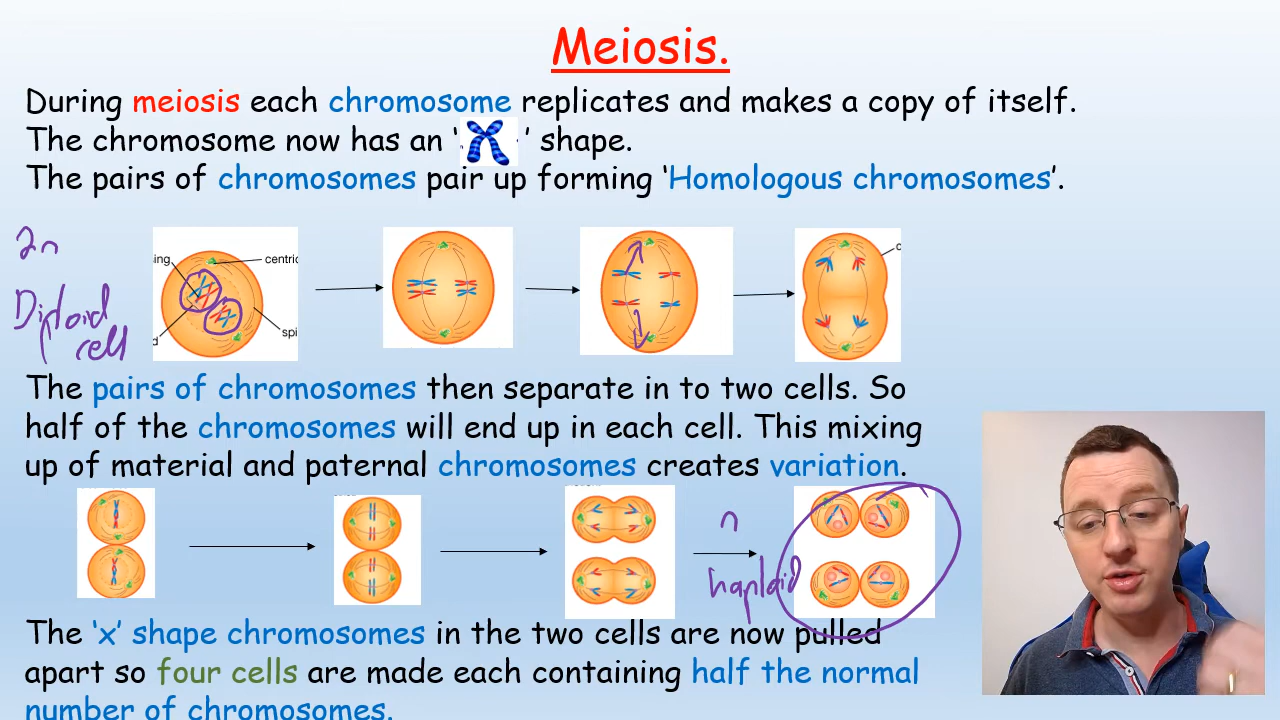 Meiosis.
During meiosis each chromosome replicates and makes a copy of itself.
The chromosome now has an ‘ ’ shape.
The pairs of chromosomes pair up forming ‘Homologous chromosomes’.
2n
Diploid
cell
ing
centric
spi
d
c
The pairs of chromosomes then separate in to two cells. So
half of the chromosomes will end up in each cell. This mixing
up of material and paternal chromosomes creates variation.
n
haploid
The ‘x’ shape chromosomes in the two cells are now pulled
apart so four cells are made each containing half the normal
number of chromosomes.